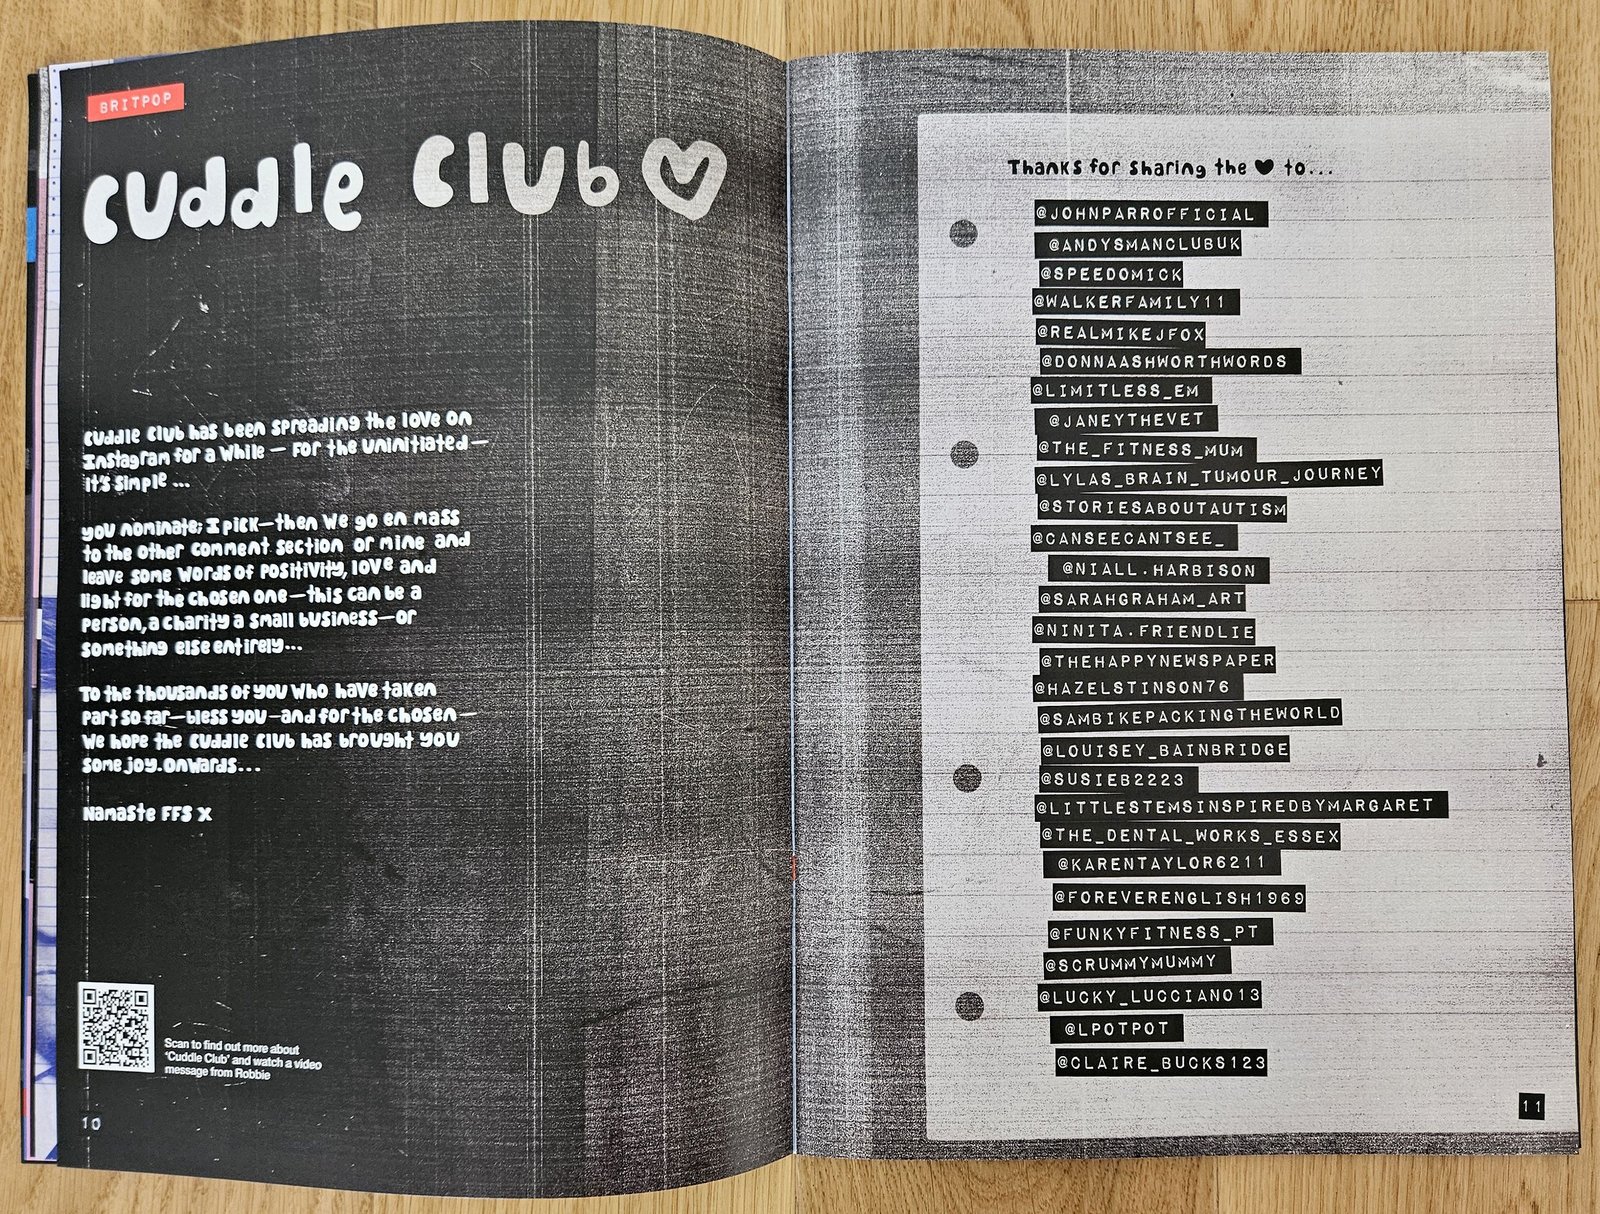 BRITPOP
Cuddle Club
Cuddle Club has been spreading the love on
Instagram for a while — For the uninitiated —
it's simple ...
you nominate; I pick — then we go en mass
to the other comment section or mine and
leave some words of positivity, love and
light for the chosen one — this can be a
person, a charity a small business — or
something else entirely...
To the thousands of you who have taken
part so far — bless you — and for the chosen —
we hope the Cuddle Club has brought you
some joy. Onwards...
Namaste FFS x
Scan to find out more about
'Cuddle Club' and watch a video
message from Robbie
10
Thanks for sharing the ♥ to...
@JOHNPARROFFICIAL
@ANDYSMANCLUBUK
@SPEEDOMICK
@WALKERFAMILY11
@REALMIKEJFOX
@DONNAASHWORTHWORDS
@LIMITLESS_EM
@JANEYTHEVET
@THE_FITNESS_MUM
@LYLAS_BRAIN_TUMOUR_JOURNEY
@STORIESABOUTAUTISM
@CANSEECANTSEE_
@NIALL.HARBISON
@SARAHGRAHAM_ART
@NINITA.FRIENDLIE
@THEHAPPYNEWSPAPER
@HAZELSTINSON76
@SAMBIKEPACKINGTHEWORLD
@LOUISEY_BAINBRIDGE
@SUSIEB2223
@LITTLESTEMSINSPIREDBYMARGARET
@THE_DENTAL_WORKS_ESSEX
@KARENTAYLOR6211
@FOREVERENGLISH1969
@FUNKYFITNESS_PT
@SCRUMMYMUMMY
@LUCKY_LUCCIANO13
@LPOTPOT
@CLAIRE_BUCKS123
11